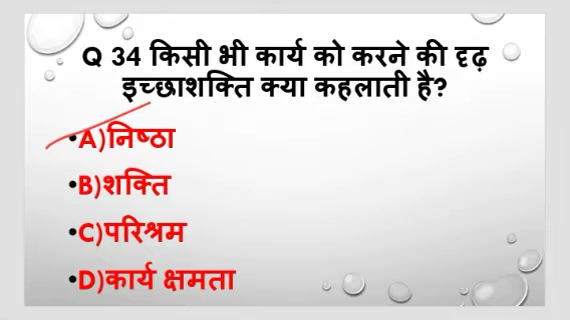 Q 34 किसी भी कार्य को करने की दृढ़
इच्छाशक्ति क्या कहलाती है?
•A)निष्ठा
•B)शक्ति
•C)परिश्रम
•D)कार्य क्षमता